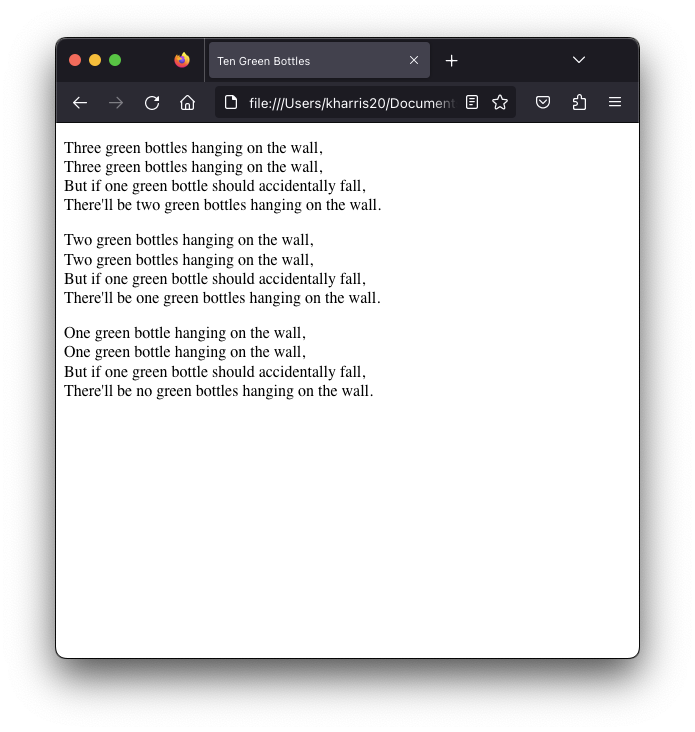 Ten Green Bottles
file:///Users/kharris20/Document
Three green bottles hanging on the wall,
Three green bottles hanging on the wall,
But if one green bottle should accidentally fall,
There'll be two green bottles hanging on the wall.
Two green bottles hanging on the wall,
Two green bottles hanging on the wall,
But if one green bottle should accidentally fall,
There'll be one green bottles hanging on the wall.
One green bottle hanging on the wall,
One green bottle hanging on the wall,
But if one green bottle should accidentally fall,
There'll be no green bottles hanging on the wall.